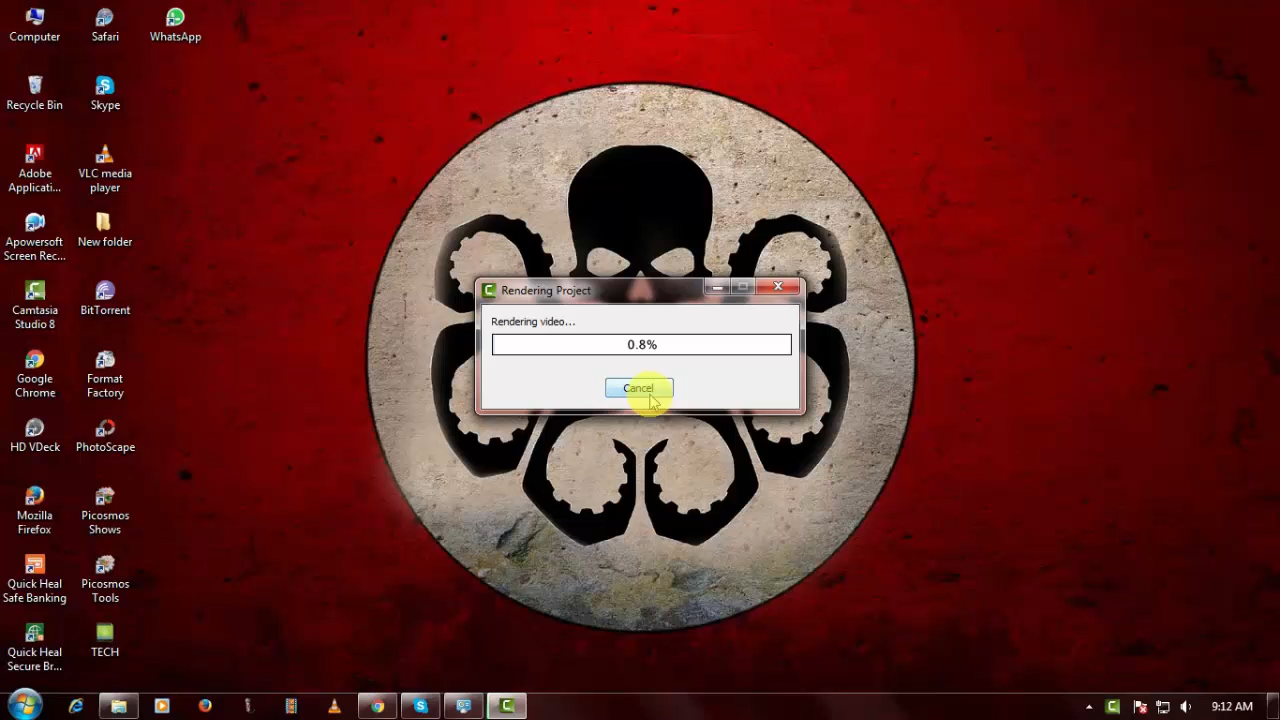 Computer
Safari
WhatsApp
Recycle Bin
Skype
Adobe
Applicati...
VLC media
player
Apowersoft
Screen Rec...
New folder
Camtasia
Studio 8
BitTorrent
Google
Chrome
Format
Factory
HD VDeck
PhotoScape
Mozilla
Firefox
Picosmos
Shows
Quick Heal
Safe Banking
Picosmos
Tools
Quick Heal
Secure Br...
TECH
Rendering Project
Rendering video...
0.8%
Cancel
9:12 AM